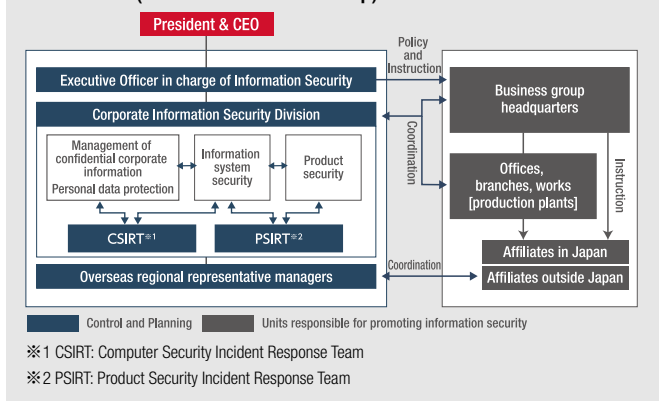 President & CEO
Policy
and
Instruction
Executive Officer in charge of Information Security
Business group
headquarters
Corporate Information Security Division
Management of
confidential corporate
information
Personal data protection
Information
system
security
Product
security
Coordination
Offices,
branches, works
[production plants]
Instruction
CSIRT※1
PSIRT※2
Affiliates in Japan
Overseas regional representative managers
Coordination
Affiliates outside Japan
Control and Planning
Units responsible for promoting information security
※1 CSIRT: Computer Security Incident Response Team
※2 PSIRT: Product Security Incident Response Team